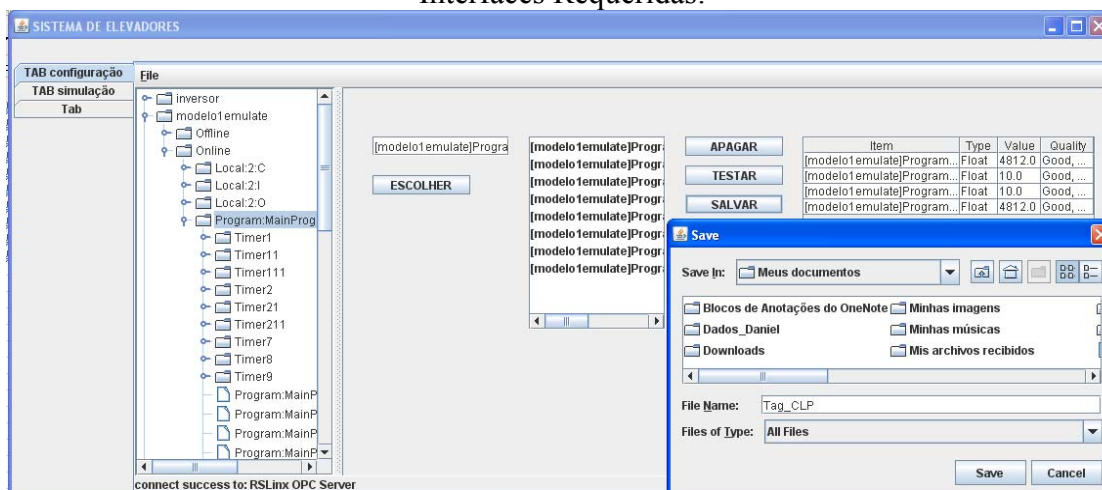 Interfaces Requeridas.
SISTEMA DE ELEVADORES
TAB configuração
TAB simulação
Tab
File
inversor
modelo1emulate
Offline
Online
Local:2:C
Local:2:I
Local:2:O
Program:MainProg
Timer1
Timer11
Timer111
Timer2
Timer21
Timer211
Timer7
Timer8
Timer9
Program:MainP
Program:MainP
Program:MainP
Program:MainP
connect success to: RSLinx OPC Server
[modelo1emulate]Progra
ESCOLHER
[modelo1emulate]Progr
[modelo1emulate]Progr
[modelo1emulate]Progr
[modelo1emulate]Progr
[modelo1emulate]Progr
[modelo1emulate]Progr
[modelo1emulate]Progr
[modelo1emulate]Progr
APAGAR
TESTAR
SALVAR
Item Type Value Quality
[modelo1emulate]Program... Float 4812.0 Good, ...
[modelo1emulate]Program... Float 10.0 Good, ...
[modelo1emulate]Program... Float 10.0 Good, ...
[modelo1emulate]Program... Float 4812.0 Good, ...
Save
Save In: Meus documentos
Blocos de Anotações do OneNote Minhas imagens
Dados_Daniel Minhas músicas
Downloads Mis archivos recibidos
File Name: Tag_CLP
Files of Type: All Files
Save Cancel